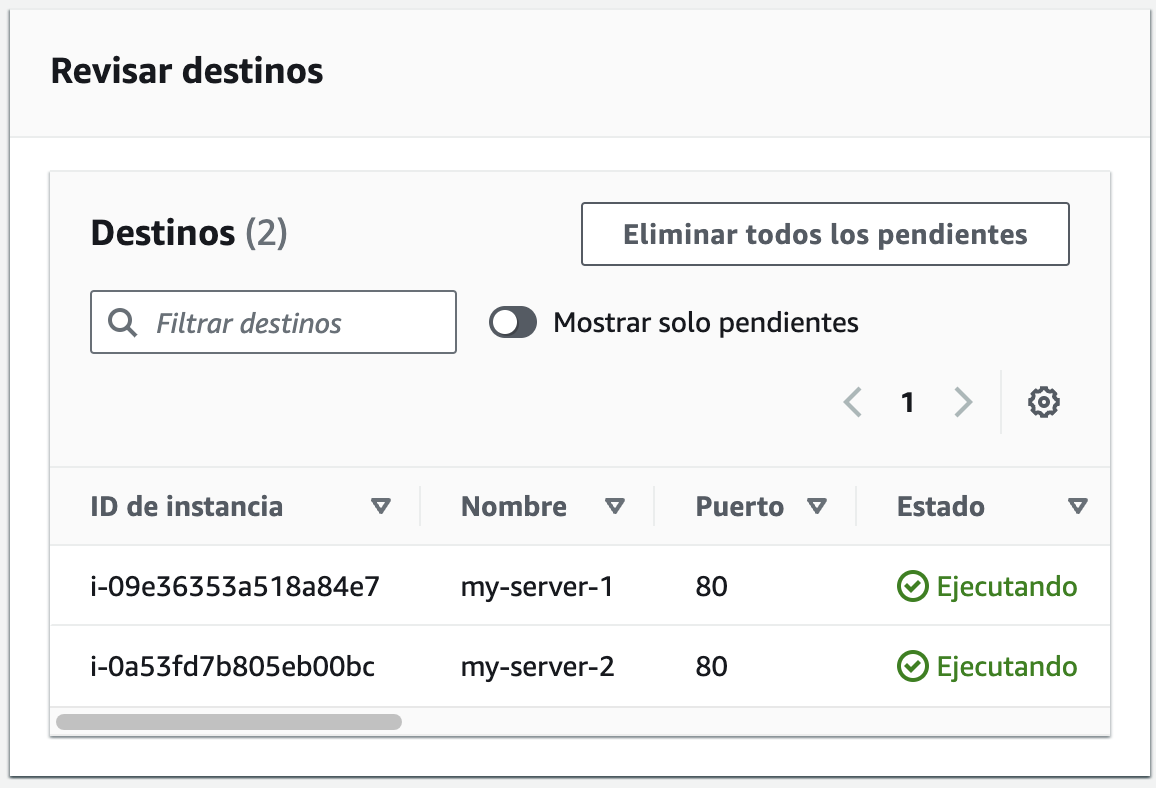 Revisar destinos
Destinos (2)
Eliminar todos los pendientes
Filtrar destinos
Mostrar solo pendientes
1
ID de instancia Nombre Puerto Estado
i-09e36353a518a84e7 my-server-1 80 Ejecutando
i-0a53fd7b805eb00bc my-server-2 80 Ejecutando